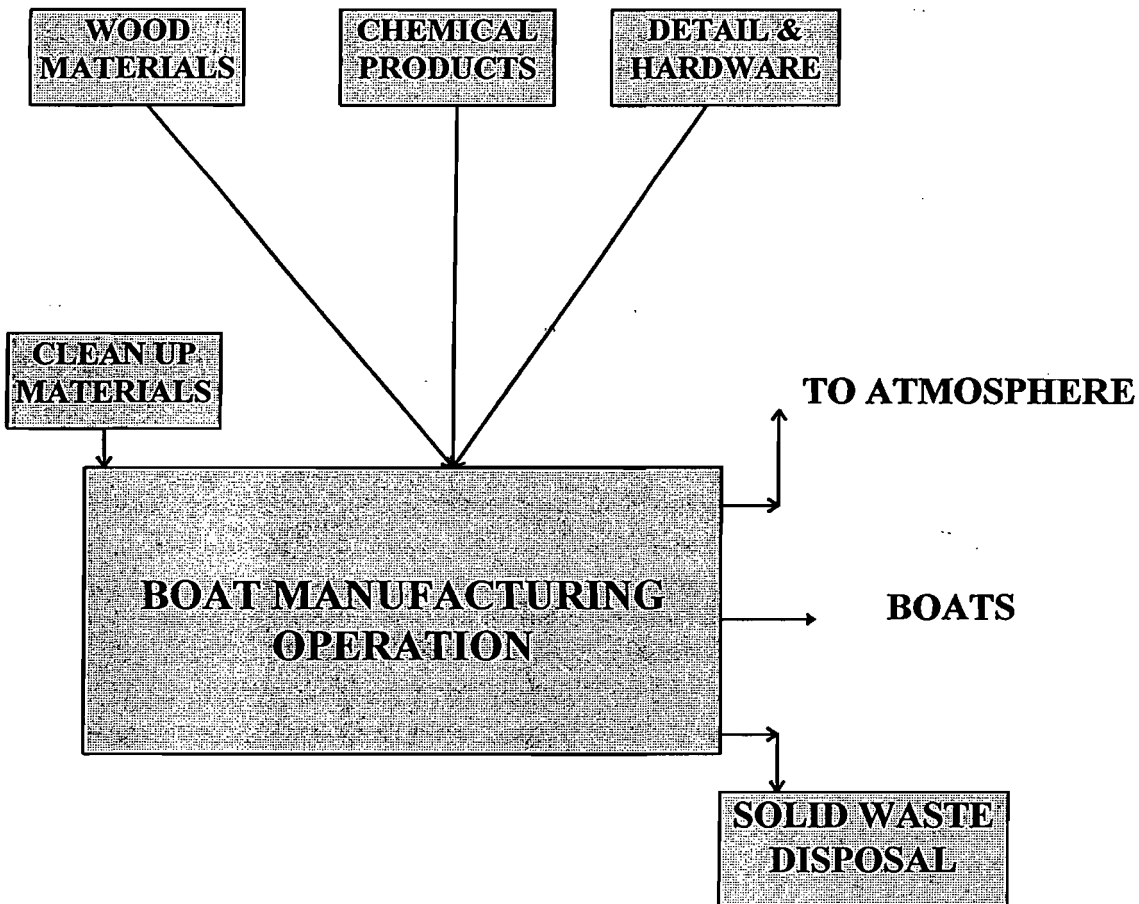 WOOD
MATERIALS
CHEMICAL
PRODUCTS
DETAIL &
HARDWARE
CLEAN UP
MATERIALS
TO ATMOSPHERE
BOAT MANUFACTURING
OPERATION
BOATS
SOLID WASTE
DISPOSAL